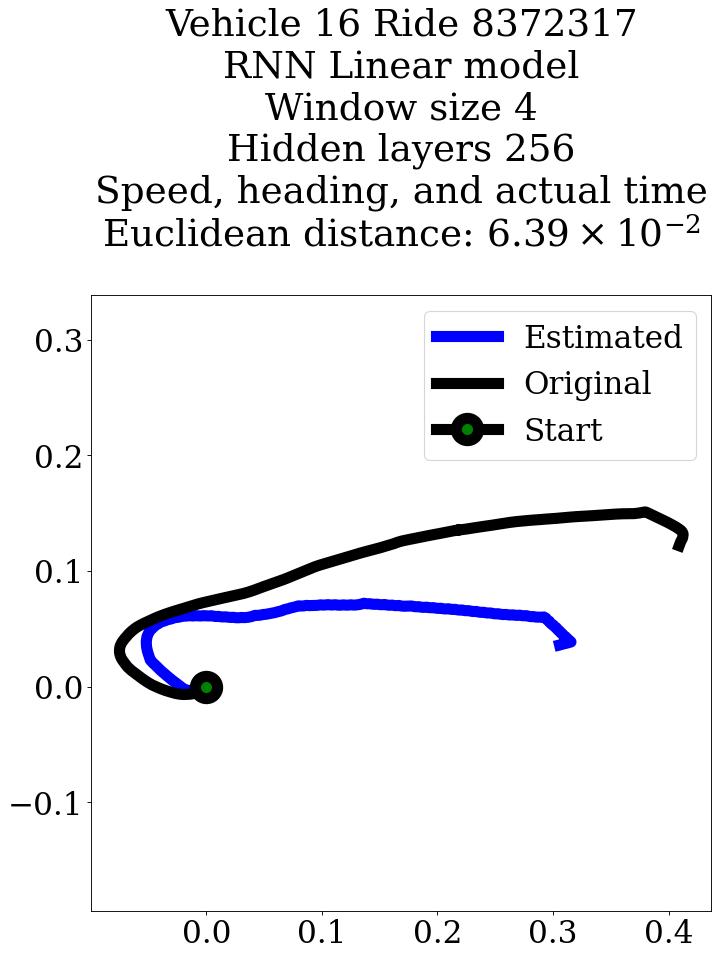 Vehicle 16 Ride 8372317
RNN Linear model
Window size 4
Hidden layers 256
Speed, heading, and actual time
Euclidean distance: 6.39 × 10⁻²
Estimated
Original
Start
0.3
0.2
0.1
0.0
−0.1
0.0 0.1 0.2 0.3 0.4